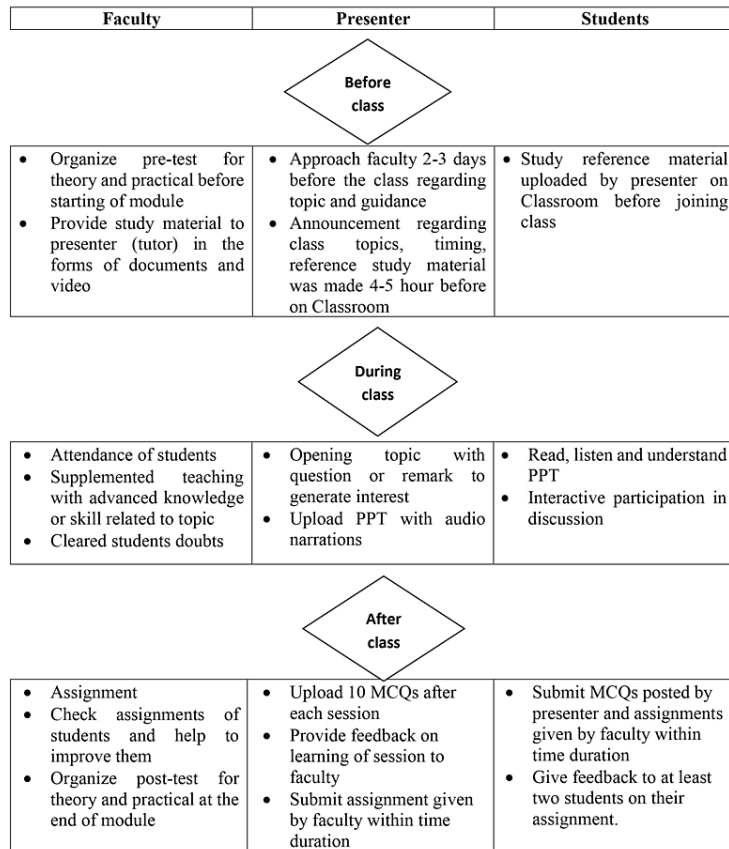 Faculty
Presenter
Students
Before
class
• Organize pre-test for
theory and practical before
starting of module
• Provide study material to
presenter (tutor) in the
forms of documents and
video
• Approach faculty 2-3 days
before the class regarding
topic and guidance
• Announcement regarding
class topics, timing,
reference study material
was made 4-5 hour before
on Classroom
• Study reference material
uploaded by presenter on
Classroom before joining
class
During
class
• Attendance of students
• Supplemented teaching
with advanced knowledge
or skill related to topic
• Cleared students doubts
• Opening topic with
question or remark to
generate interest
• Upload PPT with audio
narrations
• Read, listen and understand
PPT
• Interactive participation in
discussion
After
class
• Assignment
• Check assignments of
students and help to
improve them
• Organize post-test for
theory and practical at the
end of module
• Upload 10 MCQs after
each session
• Provide feedback on
learning of session to
faculty
• Submit assignment given
by faculty within time
duration
• Submit MCQs posted by
presenter and assignments
given by faculty within
time duration
• Give feedback to at least
two students on their
assignment.